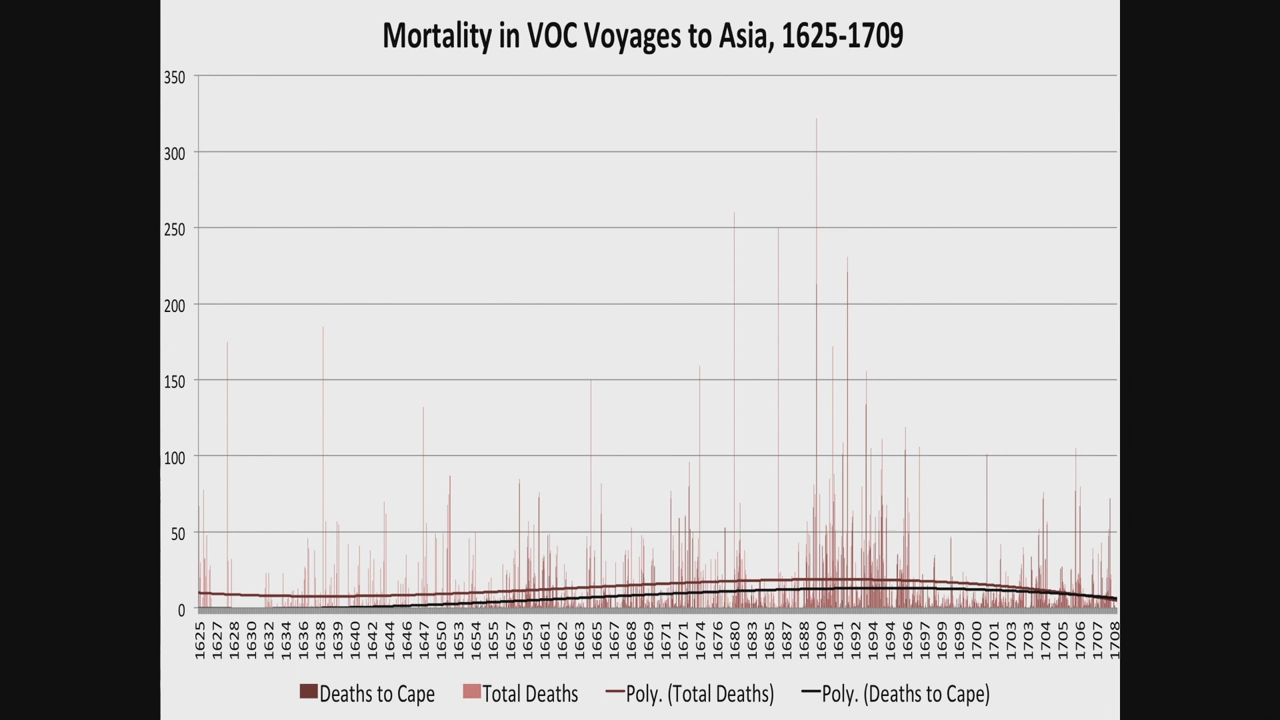 Mortality in VOC Voyages to Asia, 1625-1709
350
300
250
200
150
100
50
0
1625 1627 1628 1630 1632 1634 1636 1638 1639 1640 1642 1644 1646 1647 1650 1653 1654 1655 1657 1659 1661 1662 1663 1665 1667 1668 1669 1671 1671 1674 1676 1680 1683 1685 1687 1688 1690 1691 1692 1694 1694 1696 1697 1699 1699 1700 1701 1703 1703 1704 1705 1706 1707 1708
Deaths to Cape Total Deaths Poly. (Total Deaths) Poly. (Deaths to Cape)